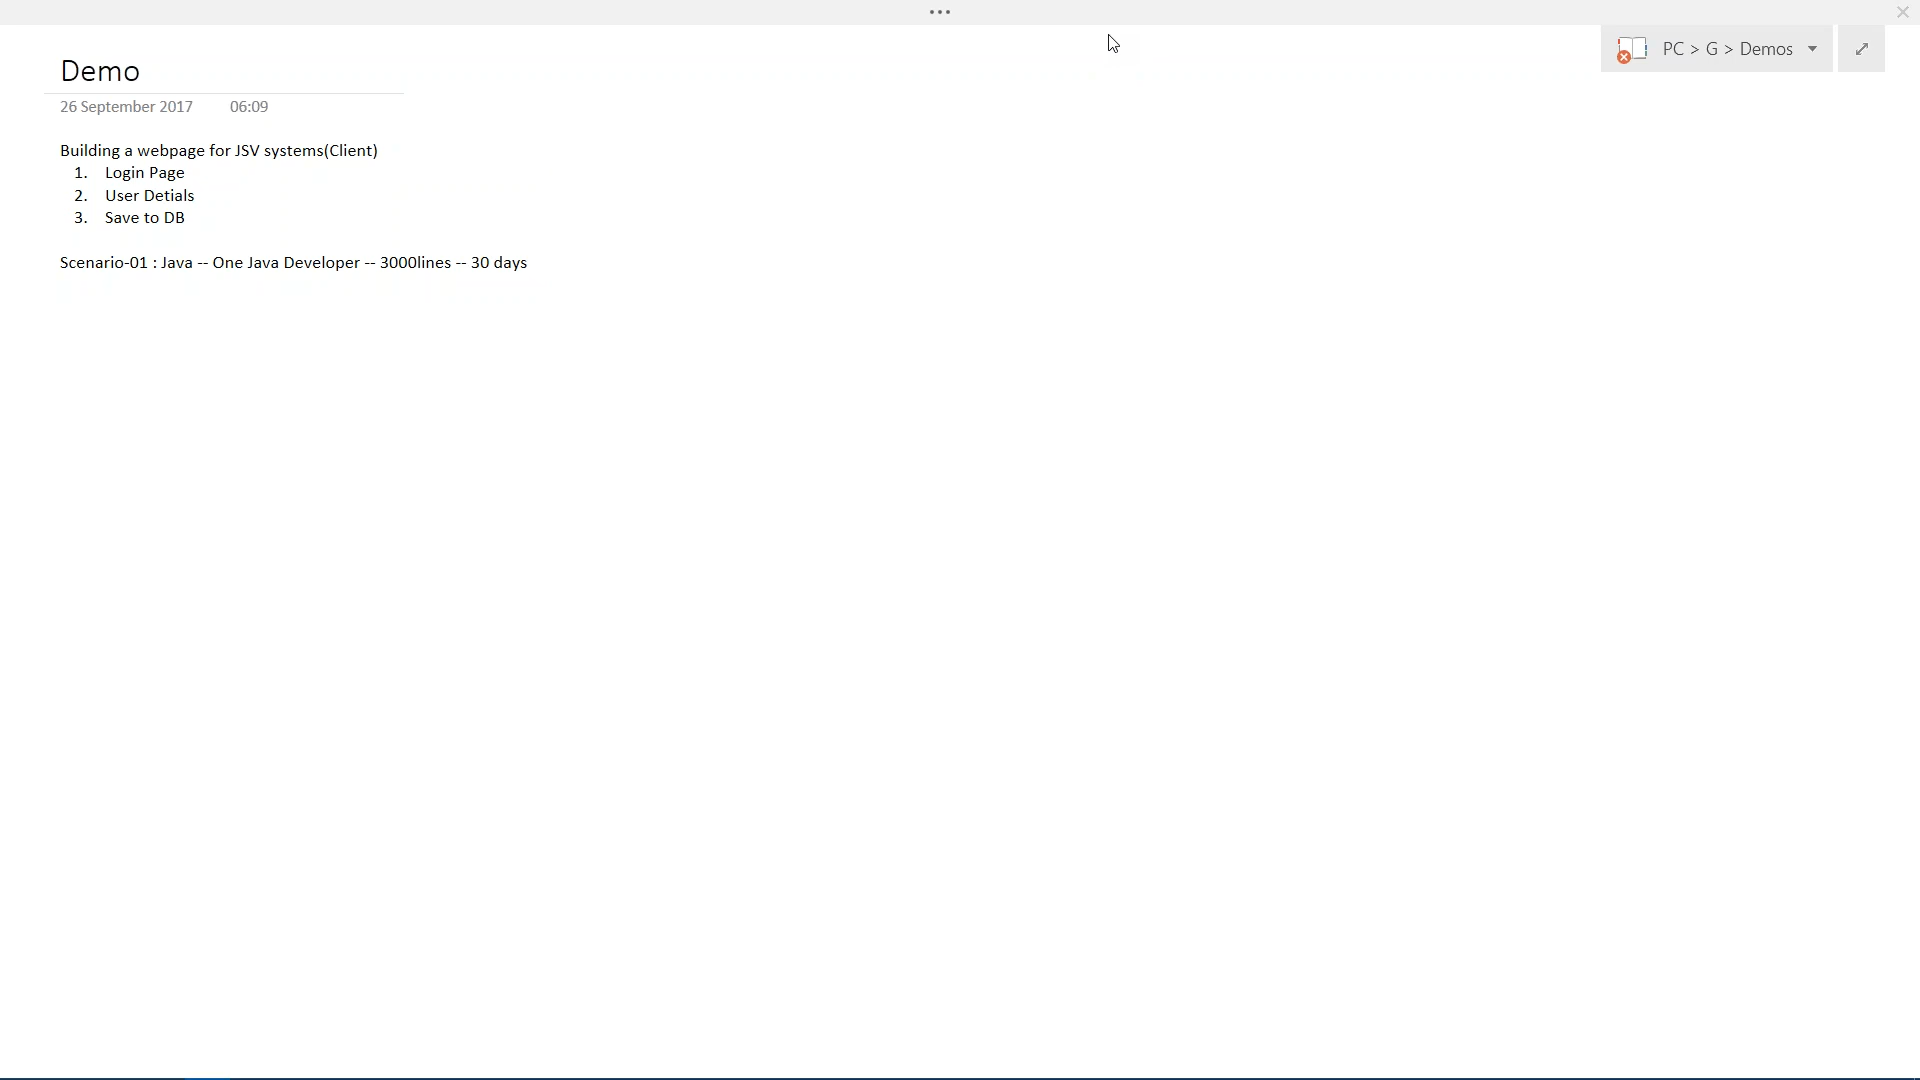 PC > G > Demos
Demo
26 September 2017 06:09
Building a webpage for JSV systems(Client)
1. Login Page
2. User Detials
3. Save to DB
Scenario-01 : Java -- One Java Developer -- 3000lines -- 30 days